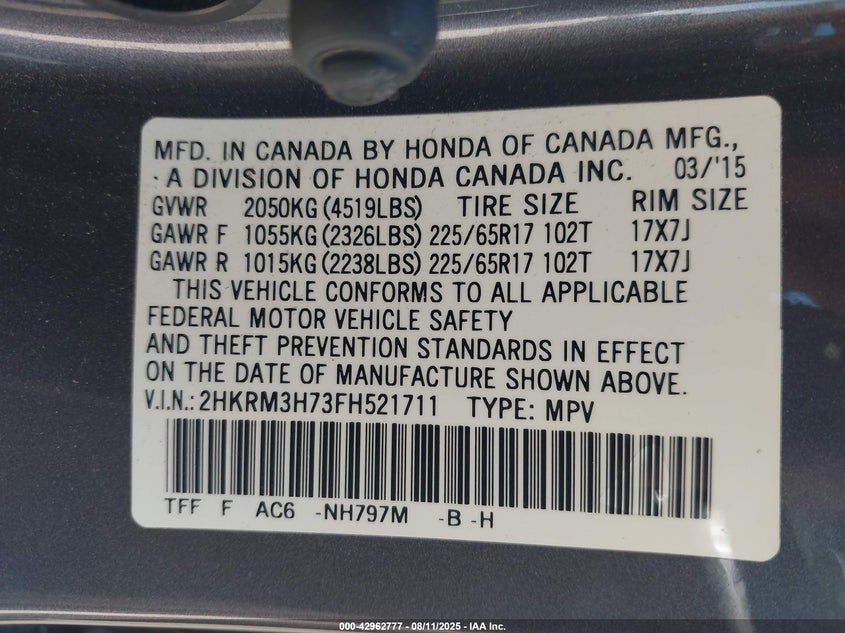 MFD. IN CANADA BY HONDA OF CANADA MFG.,
A DIVISION OF HONDA CANADA INC. 03/'15
GVWR 2050KG (4519LBS) TIRE SIZE RIM SIZE
GAWR F 1055KG (2326LBS) 225/65R17 102T 17X7J
GAWR R 1015KG (2238LBS) 225/65R17 102T 17X7J
THIS VEHICLE CONFORMS TO ALL APPLICABLE
FEDERAL MOTOR VEHICLE SAFETY
AND THEFT PREVENTION STANDARDS IN EFFECT
ON THE DATE OF MANUFACTURE SHOWN ABOVE.
V.I.N.: 2HKRM3H73FH521711 TYPE: MPV
TFF F AC6 -NH797M -B -H
000-42962777 - 08/11/2025 - IAA Inc.